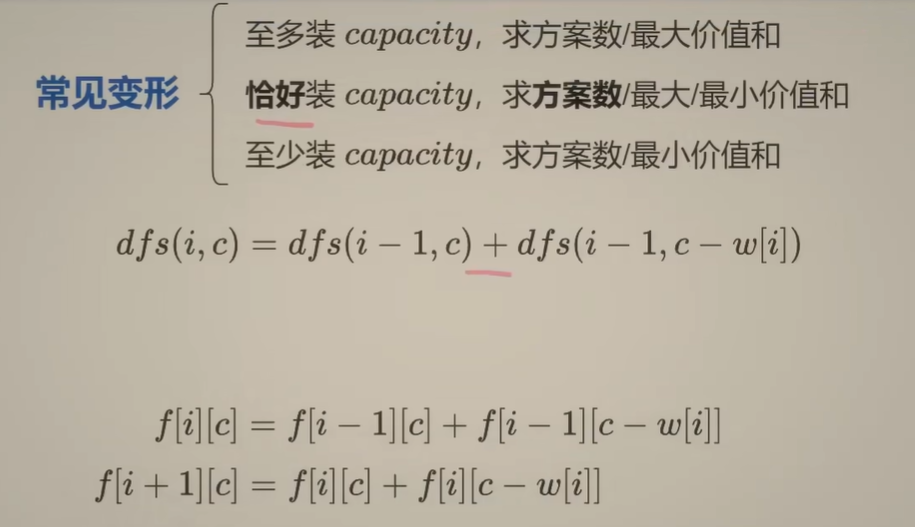 常见变形
至多装 capacity，求方案数/最大价值和
恰好装 capacity，求方案数/最大/最小价值和
至少装 capacity，求方案数/最小价值和
dfs(i, c) = dfs(i − 1, c) + dfs(i − 1, c − w[i])
f[i][c] = f[i − 1][c] + f[i − 1][c − w[i]]
f[i + 1][c] = f[i][c] + f[i][c − w[i]]